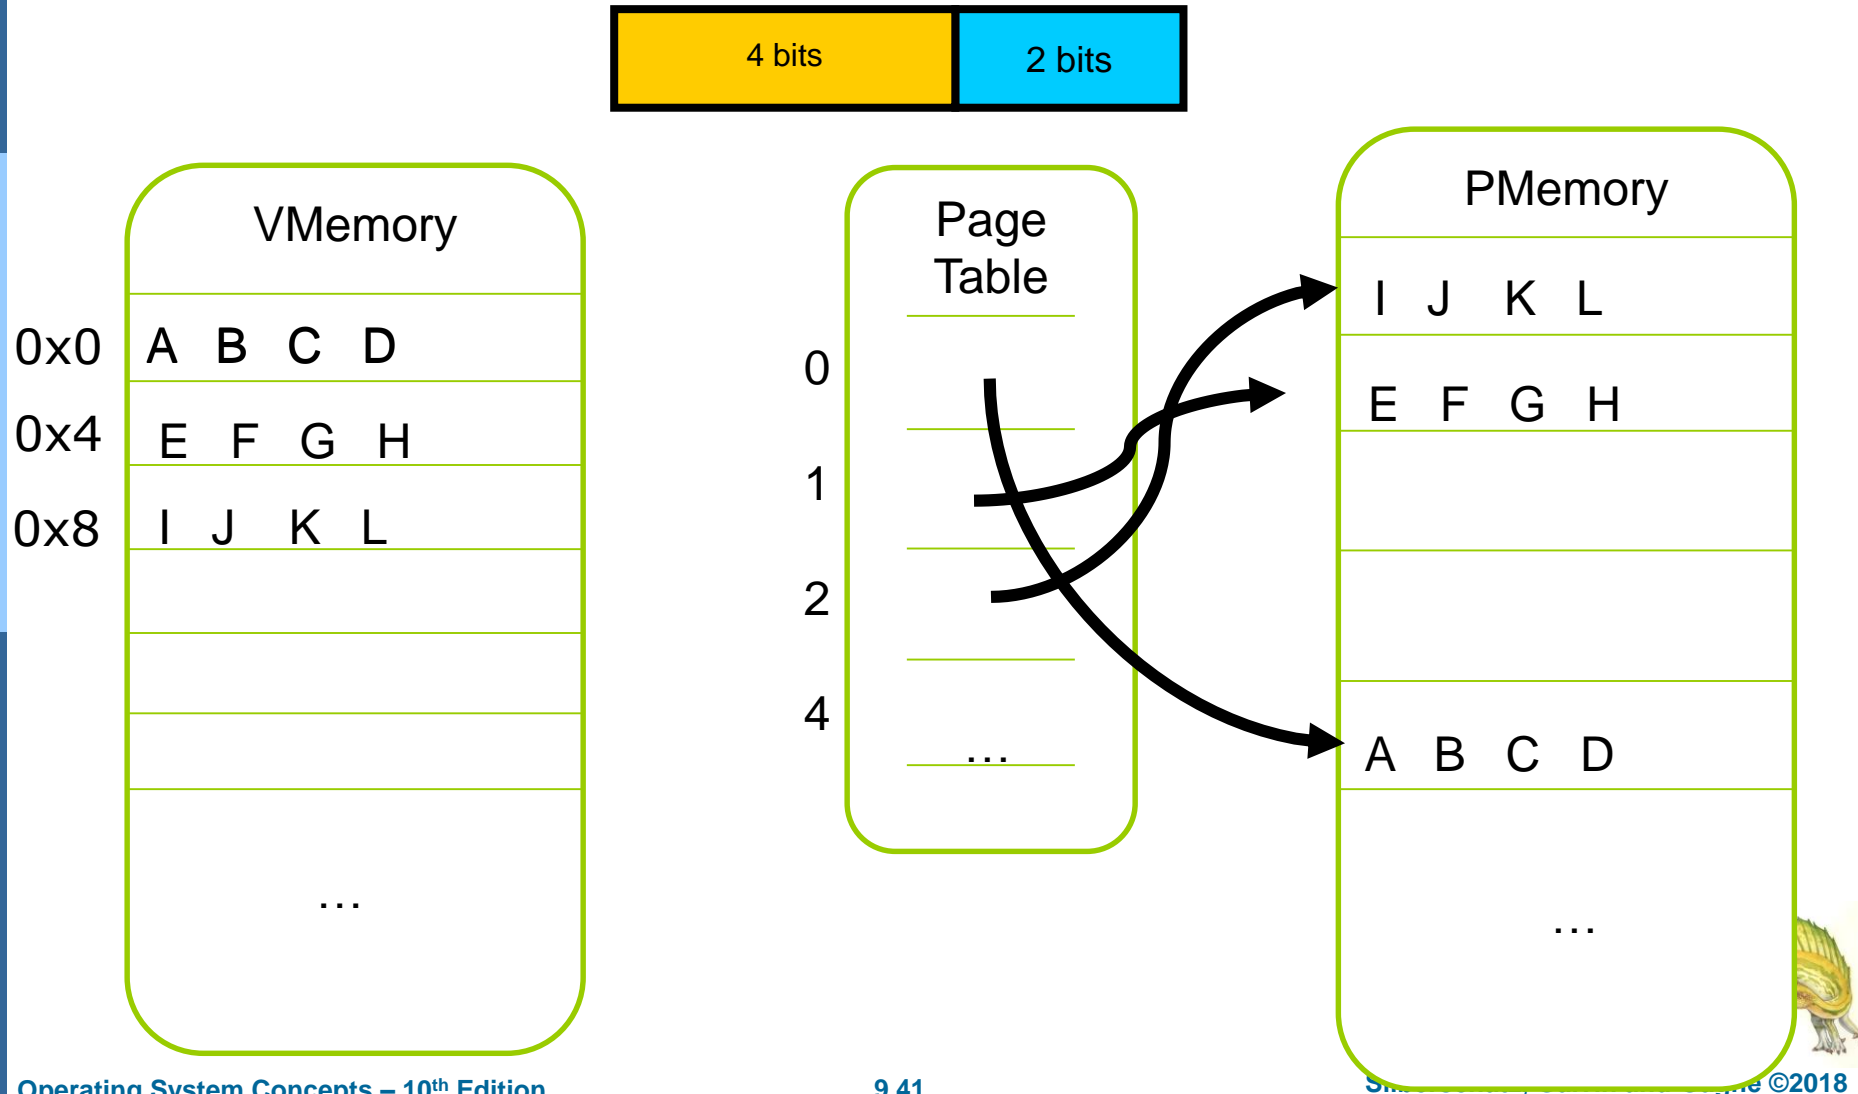 4 bits 2 bits
VMemory
0x0 A B C D
0x4 E F G H
0x8 I J K L
…
Page
Table
0
1
2
4
…
PMemory
I J K L
E F G H
A B C D
…
Operating System Concepts – 10th Edition
9.41
©2018